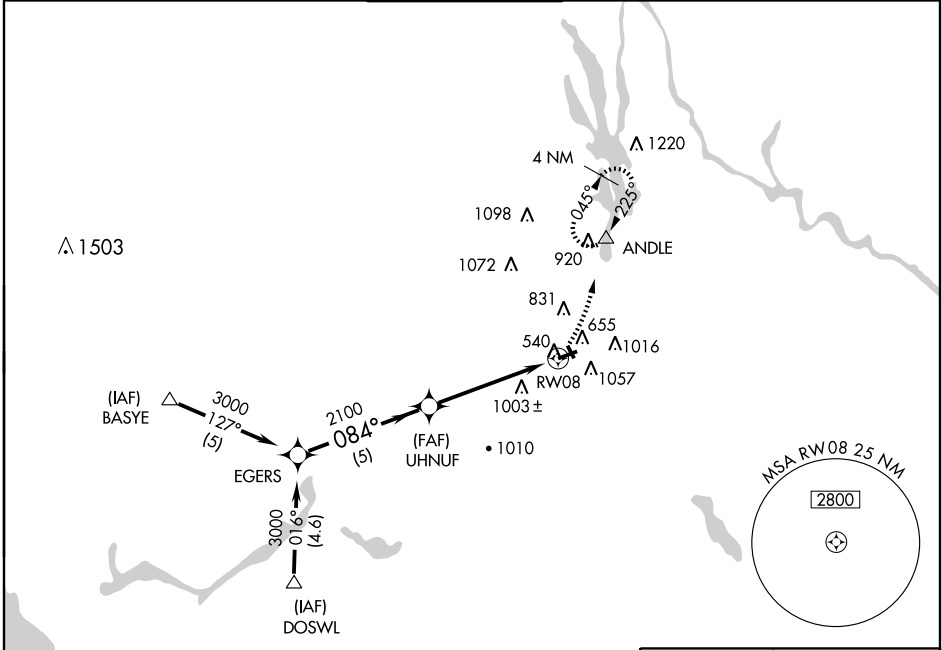 1220
4 NM
045°
225°
1098
ANDLE
920
1503
1072
831
655
540
1016
RW08
1057
1003 ±
(IAF)
BASYE
3000
127°
(5)
2100
084°
(5)
(FAF)
UHNUF
1010
EGERS
3000
016°
(4.6)
(IAF)
DOSWL
MSA RW08 25 NM
2800